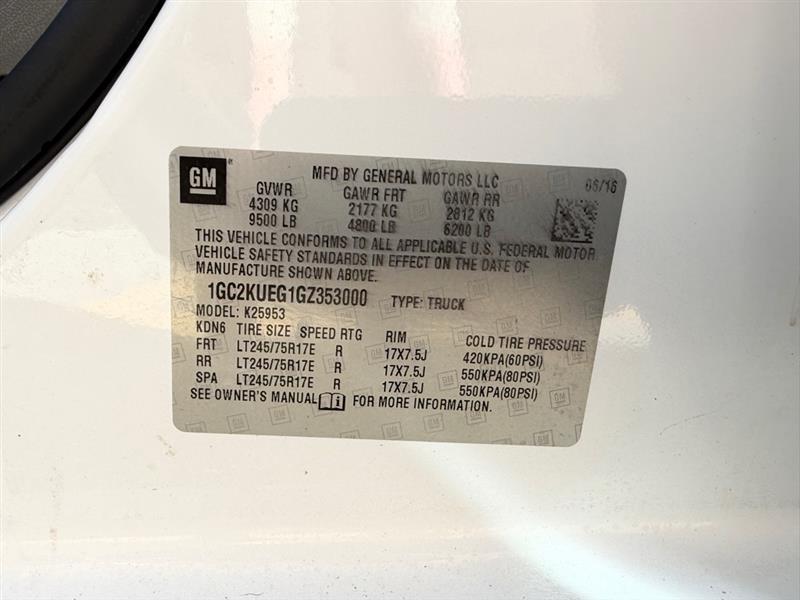 GM
MFD BY GENERAL MOTORS LLC
06/16
GVWR GAWR FRT GAWR RR
4309 KG 2177 KG 2812 KG
9500 LB 4800 LB 6200 LB
THIS VEHICLE CONFORMS TO ALL APPLICABLE U.S. FEDERAL MOTOR
VEHICLE SAFETY STANDARDS IN EFFECT ON THE DATE OF
MANUFACTURE SHOWN ABOVE.
1GC2KUEG1GZ353000 TYPE: TRUCK
MODEL: K25953
KDN6 TIRE SIZE SPEED RTG RIM COLD TIRE PRESSURE
FRT LT245/75R17E R 17X7.5J 420KPA(60PSI)
RR LT245/75R17E R 17X7.5J 550KPA(80PSI)
SPA LT245/75R17E R 17X7.5J 550KPA(80PSI)
SEE OWNER'S MANUAL i FOR MORE INFORMATION.